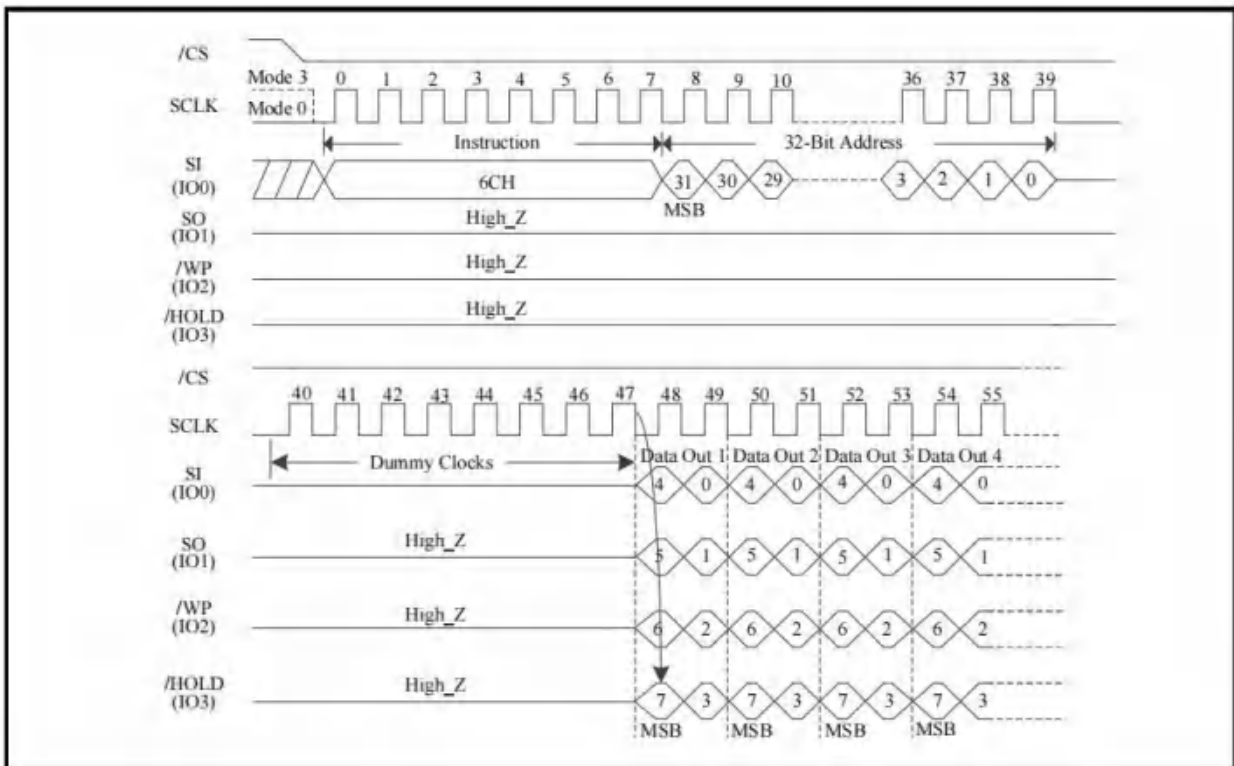 /CS
Mode 3 0 1 2 3 4 5 6 7 8 9 10 36 37 38 39
SCLK Mode 0
Instruction 32-Bit Address
SI
(IO0) 6CH 31 30 29 3 2 1 0
MSB
SO
(IO1) High_Z
/WP
(IO2) High_Z
/HOLD
(IO3) High_Z
/CS
40 41 42 43 44 45 46 47 48 49 50 51 52 53 54 55
SCLK
Dummy Clocks Data Out 1 Data Out 2 Data Out 3 Data Out 4
SI
(IO0) 4 0 4 0 4 0 4 0
SO
(IO1) High_Z 5 1 5 1 5 1 5 1
/WP
(IO2) High_Z 6 2 6 2 6 2 6 2
/HOLD
(IO3) High_Z 7 3 7 3 7 3 7 3
MSB MSB MSB MSB